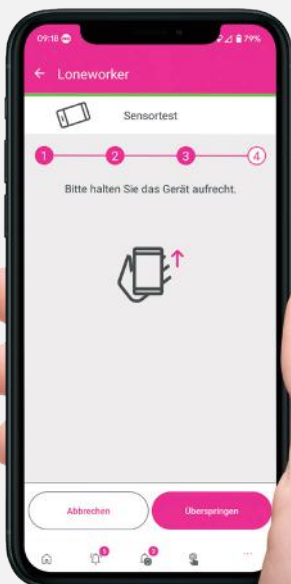 09:18 79%
Loneworker
Sensortest
1 2 3 4
Bitte halten Sie das Gerät aufrecht.
Abbrechen Überspringen